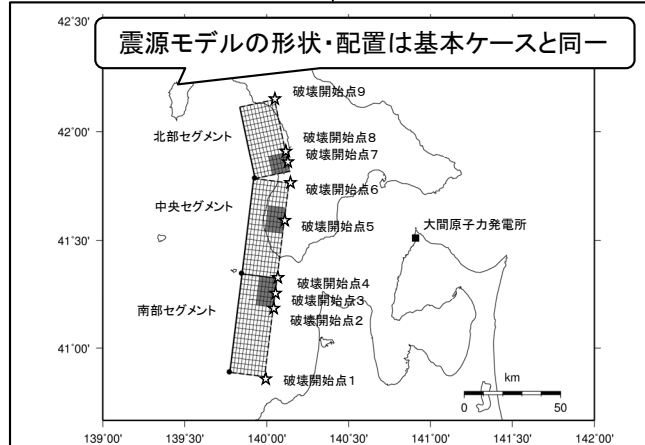 42°30'
震源モデルの形状・配置は基本ケースと同一
破壊開始点9
42°00'
北部セグメント
破壊開始点8
破壊開始点7
破壊開始点6
中央セグメント
破壊開始点5
大間原子力発電所
41°30'
破壊開始点4
破壊開始点3
南部セグメント
破壊開始点2
41°00'
破壊開始点1
km
0 50
139°00' 139°30' 140°00' 140°30' 141°00' 141°30' 142°00'